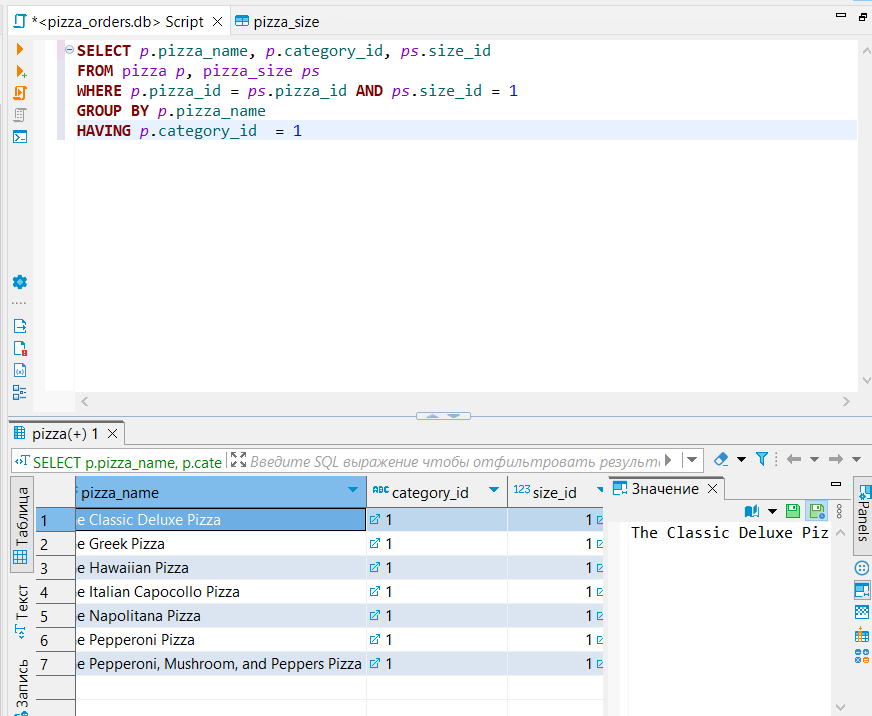 *<pizza_orders.db> Script
pizza_size
SELECT p.pizza_name, p.category_id, ps.size_id
FROM pizza p, pizza_size ps
WHERE p.pizza_id = ps.pizza_id AND ps.size_id = 1
GROUP BY p.pizza_name
HAVING p.category_id = 1
pizza(+) 1
SELECT p.pizza_name, p.cate
Введите SQL выражение чтобы отфильтровать результ
Таблица
Текст
Запись
pizza_name ABC category_id 123 size_id
1 e Classic Deluxe Pizza 1 1
2 e Greek Pizza 1 1
3 e Hawaiian Pizza 1 1
4 e Italian Capocollo Pizza 1 1
5 e Napolitana Pizza 1 1
6 e Pepperoni Pizza 1 1
7 e Pepperoni, Mushroom, and Peppers Pizza 1 1
Значение
The Classic Deluxe Piz
Panels